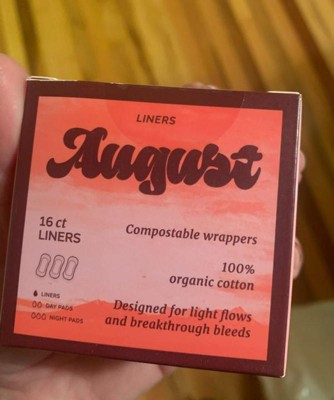 LINERS
August
16 ct
LINERS
LINERS
DAY PADS
NIGHT PADS
Compostable wrappers
100%
organic cotton
Designed for light flows
and breakthrough bleeds